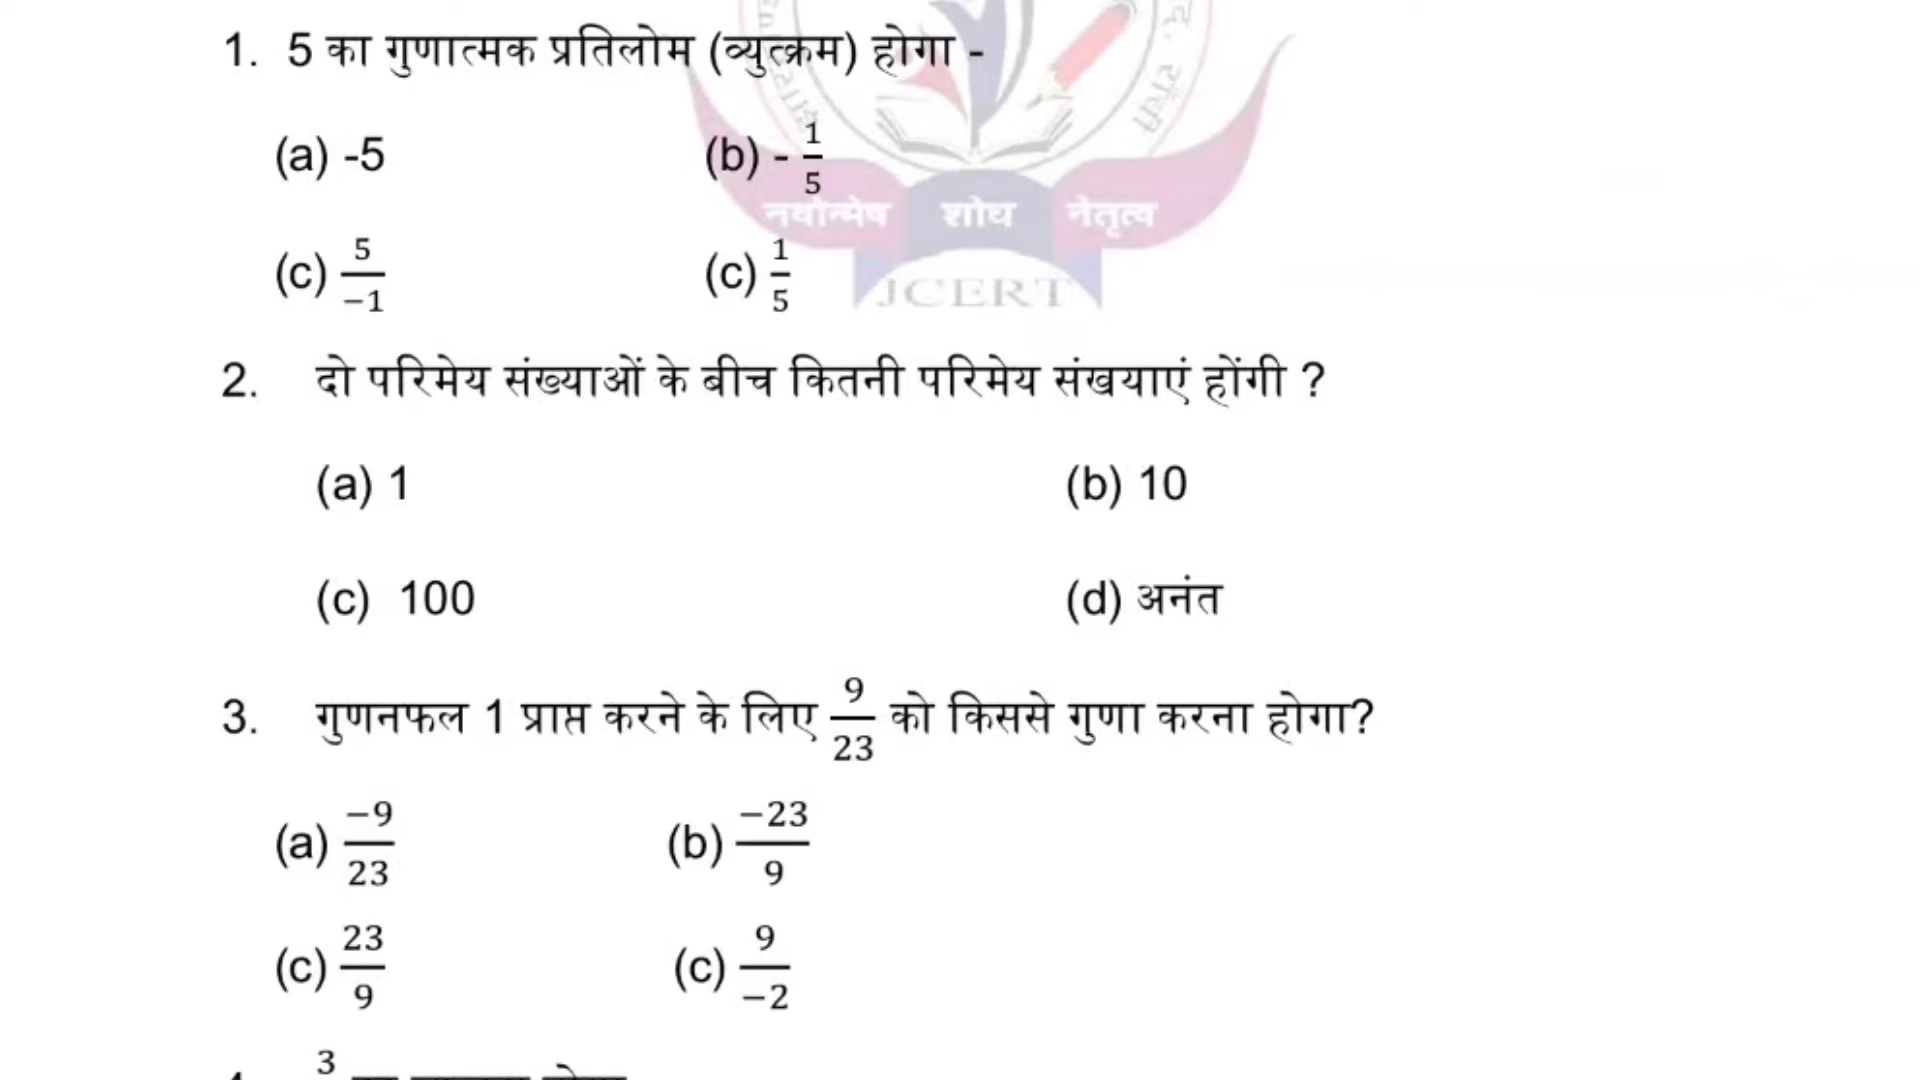 1. 5 का गुणात्मक प्रतिलोम (व्युत्क्रम) होगा -
(a) -5 (b) - 1/5
नवोन्मेष शोध नेतृत्व
(c) 5/−1 (c) 1/5
JCERT
2. दो परिमेय संख्याओं के बीच कितनी परिमेय संखयाएं होंगी ?
(a) 1 (b) 10
(c) 100 (d) अनंत
3. गुणनफल 1 प्राप्त करने के लिए 9/23 को किससे गुणा करना होगा?
(a) −9/23 (b) −23/9
(c) 23/9 (c) 9/−2
3